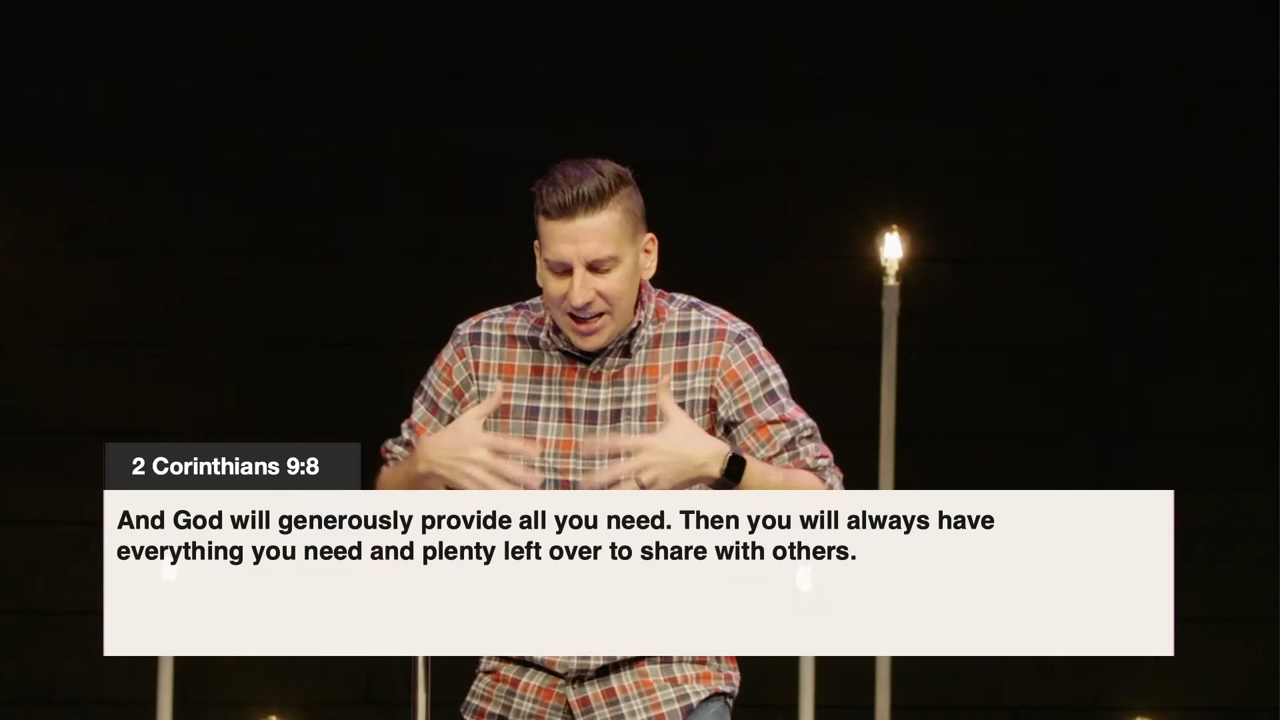 2 Corinthians 9:8
And God will generously provide all you need. Then you will always have
everything you need and plenty left over to share with others.